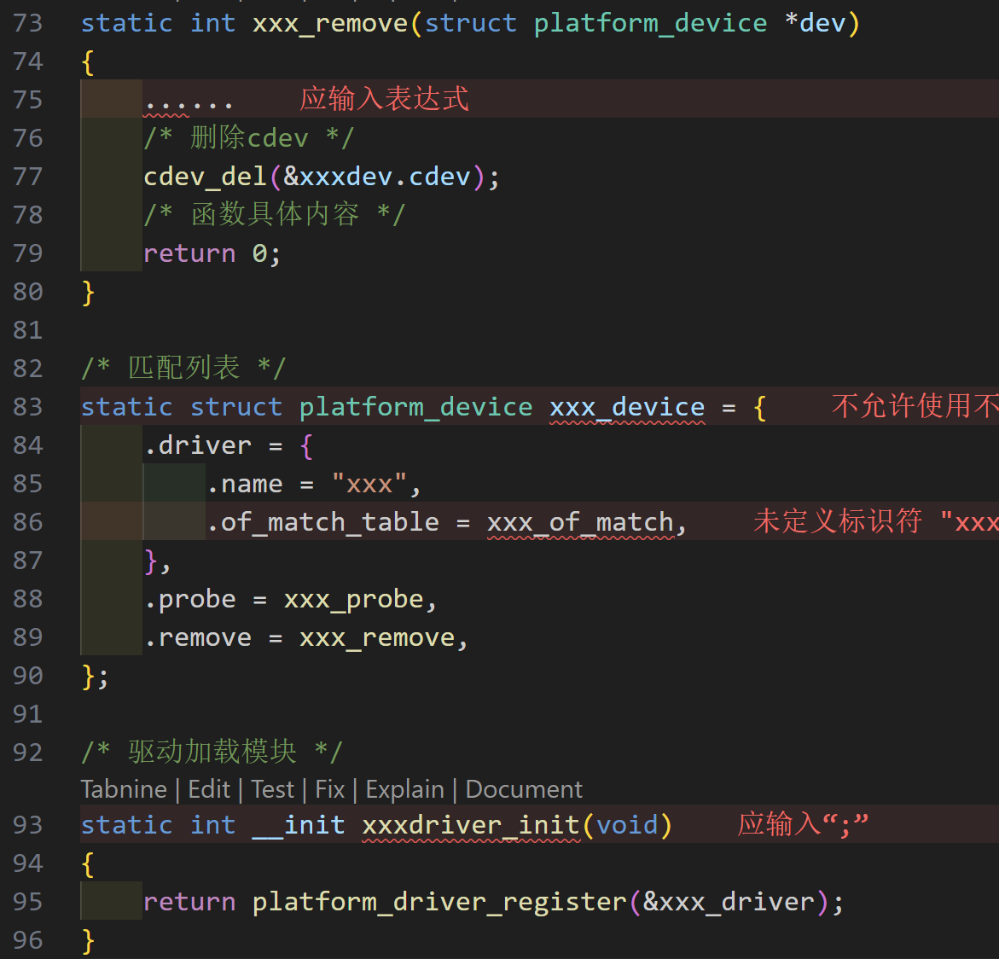 73 static int xxx_remove(struct platform_device *dev)
74 {
75 ...... 应输入表达式
76 /* 删除cdev */
77 cdev_del(&xxxdev.cdev);
78 /* 函数具体内容 */
79 return 0;
80 }
81
82 /* 匹配列表 */
83 static struct platform_device xxx_device = { 不允许使用不
84 .driver = {
85 .name = "xxx",
86 .of_match_table = xxx_of_match, 未定义标识符 "xxx
87 },
88 .probe = xxx_probe,
89 .remove = xxx_remove,
90 };
91
92 /* 驱动加载模块 */
Tabnine | Edit | Test | Fix | Explain | Document
93 static int __init xxxdriver_init(void) 应输入“;”
94 {
95 return platform_driver_register(&xxx_driver);
96 }